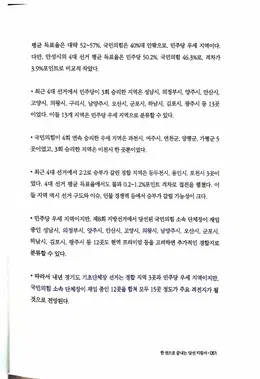 평균 득표율은 대략 52~57%, 국민의힘은 40%대 안팎으로, 민주당 우세 지역이다.
다만, 안성시의 4대 선거 평균 득표율은 민주당 50.2%, 국민의힘 46.3%로, 격차가
3.9%포인트로 비교적 작았다.
• 최근 4대 선거에서 민주당이 3회 승리한 지역은 성남시, 의정부시, 양주시, 안산시,
고양시, 의왕시, 구리시, 남양주시, 오산시, 군포시, 하남시, 김포시, 광주시 등 13곳
이었다. 이들 13개 지역은 민주당 우세 지역으로 분류할 수 있다.
• 국민의힘이 4회 연속 승리한 우세 지역은 과천시, 여주시, 연천군, 양평군, 가평군 5
곳이었고, 3회 승리한 지역은 이천시 한 곳뿐이었다.
• 최근 4대 선거에서 2:2로 승부가 갈린 경합 지역은 동두천시, 용인시, 포천시 3곳이
었다. 4대 선거 평균 득표율에서도 불과 0.2~1.2%포인트 격차로 접전을 펼쳤다. 이
들 지역 역시 선거 구도와 이슈, 인물 경쟁력 등에서 승부가 갈릴 가능성이 크다.
• 민주당 우세 지역이지만, 제8회 지방선거에서 당선된 국민의힘 소속 단체장이 재임
중인 성남시, 의정부시, 양주시, 안산시, 고양시, 의왕시, 남양주시, 오산시, 군포시,
하남시, 김포시, 광주시 등 12곳도 현역 프리미엄 등을 고려하면 추가적인 경합지로
분류할 수 있다.
• 따라서 내년 경기도 기초단체장 선거는 경합 지역 3곳과 민주당 우세 지역이지만,
국민의힘 소속 단체장이 재임 중인 12곳을 합쳐 모두 15곳 정도가 주요 격전지가 될
것으로 전망된다.
한 권으로 끝내는 당선 지침서 • 051